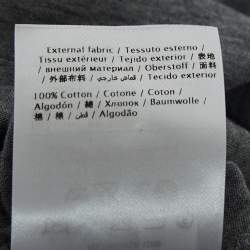 External fabric / Tessuto esterno /
Tissu extérieur / Tejido exterior / 表地
/ внешний материал / Oberstoff / 面料
/ 外部布料 / قماش خارجي / Tecido exterior
100% Cotton / Cotone / Coton /
Algodón / 綿 / Хлопок / Baumwolle /
棉 / 棉 / قطن / Algodão